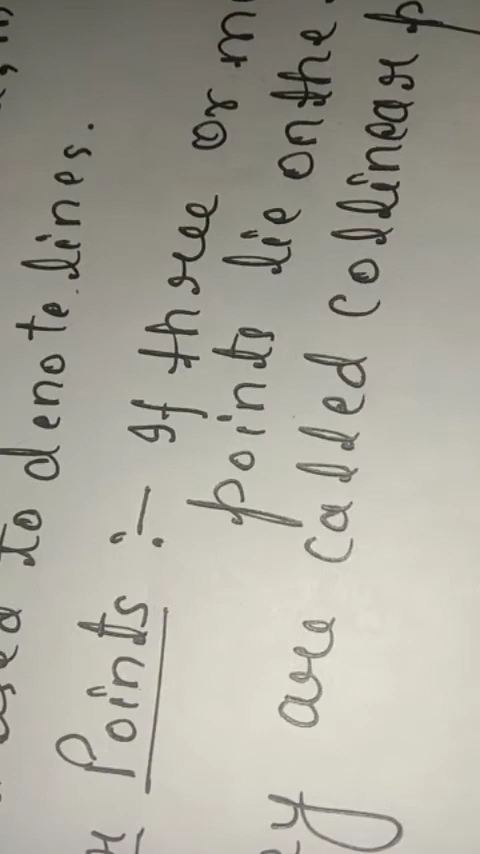 to denote lines.
Points :- If three or
points lie on the
are called collinear